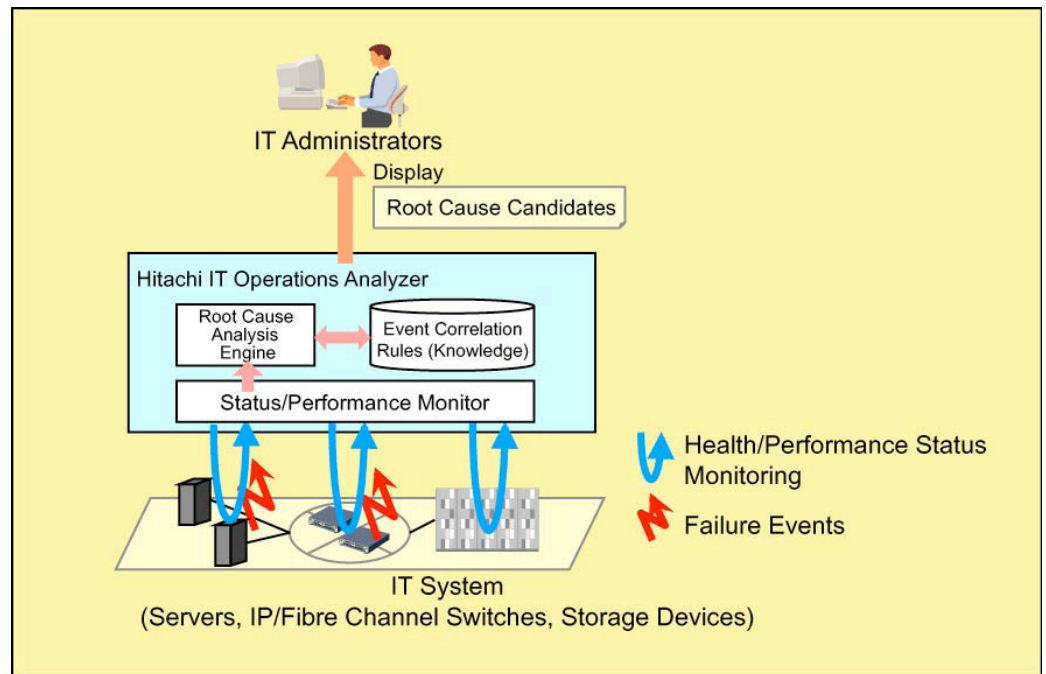 IT Administrators
Display
Root Cause Candidates
Hitachi IT Operations Analyzer
Root Cause
Analysis
Engine
Event Correlation
Rules (Knowledge)
Status/Performance Monitor
Health/Performance Status
Monitoring
Failure Events
IT System
(Servers, IP/Fibre Channel Switches, Storage Devices)